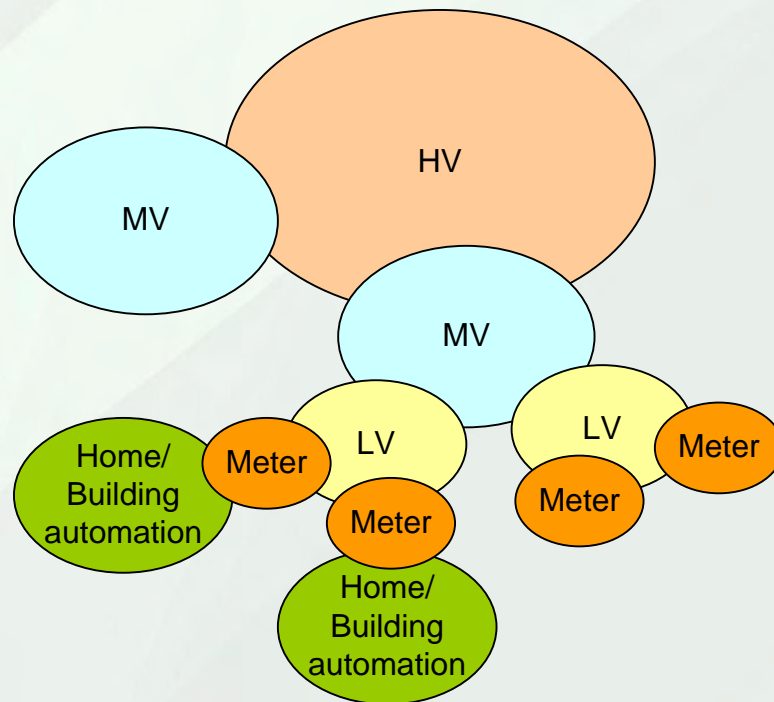 HV
MV
MV
LV
LV
Meter
Meter
Meter
Meter
Home/
Building
automation
Home/
Building
automation